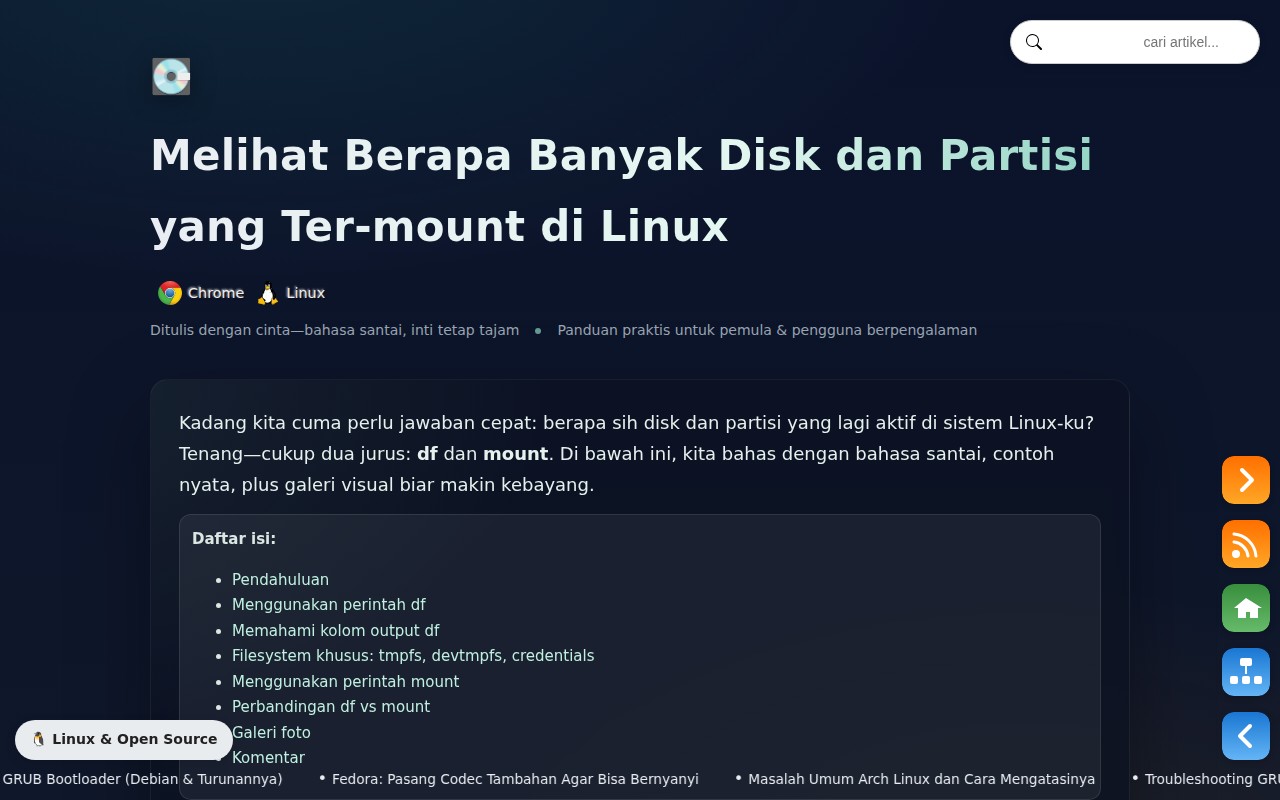 cari artikel...
Melihat Berapa Banyak Disk dan Partisi
yang Ter-mount di Linux
Chrome Linux
Ditulis dengan cinta—bahasa santai, inti tetap tajam • Panduan praktis untuk pemula & pengguna berpengalaman
Kadang kita cuma perlu jawaban cepat: berapa sih disk dan partisi yang lagi aktif di sistem Linux-ku?
Tenang—cukup dua jurus: df dan mount. Di bawah ini, kita bahas dengan bahasa santai, contoh
nyata, plus galeri visual biar makin kebayang.
Daftar isi:
• Pendahuluan
• Menggunakan perintah df
• Memahami kolom output df
• Filesystem khusus: tmpfs, devtmpfs, credentials
• Menggunakan perintah mount
• Perbandingan df vs mount
Galeri foto
Linux & Open Source
Komentar
GRUB Bootloader (Debian & Turunannya) • Fedora: Pasang Codec Tambahan Agar Bisa Bernyanyi • Masalah Umum Arch Linux dan Cara Mengatasinya • Troubleshooting